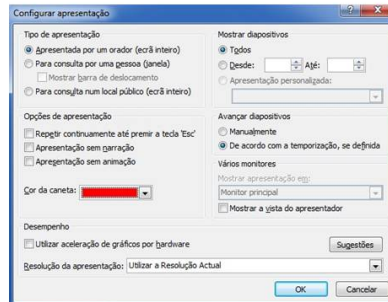 Configurar apresentação
Tipo de apresentação
Apresentada por um orador (ecrã inteiro)
Para consulta por uma pessoa (janela)
Mostrar barra de deslocamento
Para consulta num local público (ecrã inteiro)
Mostrar diapositivos
Todos
Desde:
Até:
Apresentação personalizada:
Opções de apresentação
Repetir continuamente até premir a tecla 'Esc'
Apresentação sem narração
Apresentação sem animação
Cor da caneta:
Avançar diapositivos
Manualmente
De acordo com a temporização, se definida
Vários monitores
Mostrar apresentação em:
Monitor principal
Mostrar a vista do apresentador
Desempenho
Utilizar aceleração de gráficos por hardware
Sugestões
Resolução da apresentação: Utilizar a Resolução Actual
OK
Cancelar